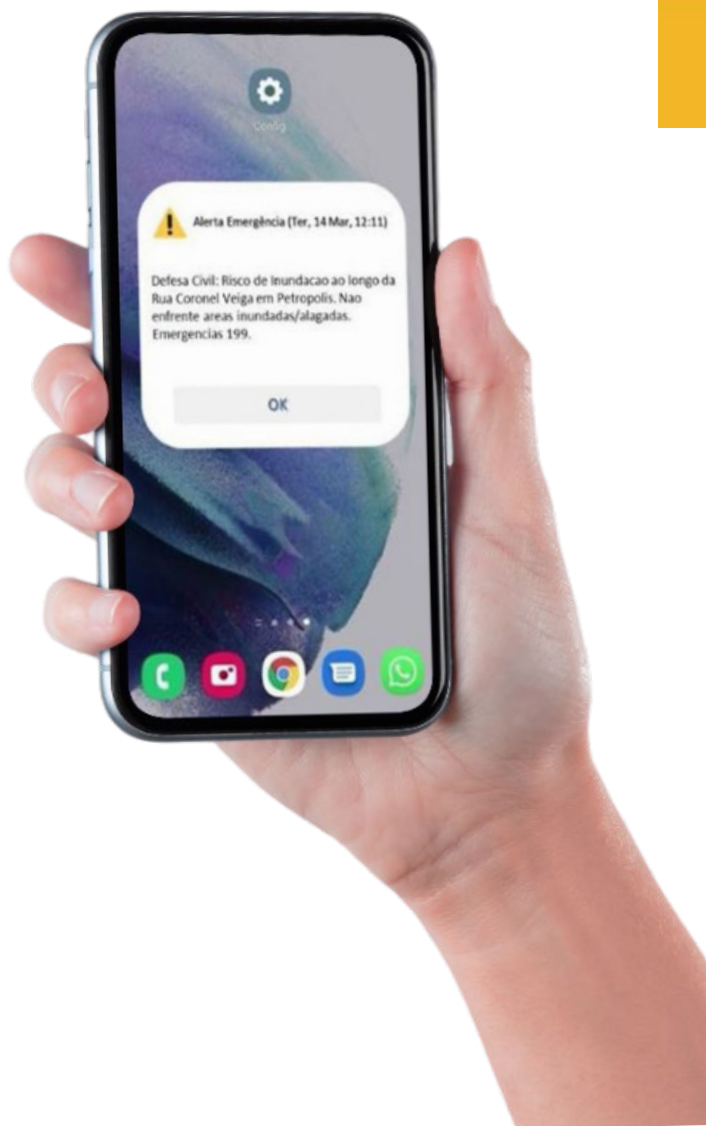 Config
Alerta Emergência (Ter, 14 Mar, 12:11)
Defesa Civil: Risco de Inundacao ao longo da
Rua Coronel Veiga em Petropolis. Nao
enfrente areas inundadas/alagadas.
Emergencias 199.
OK